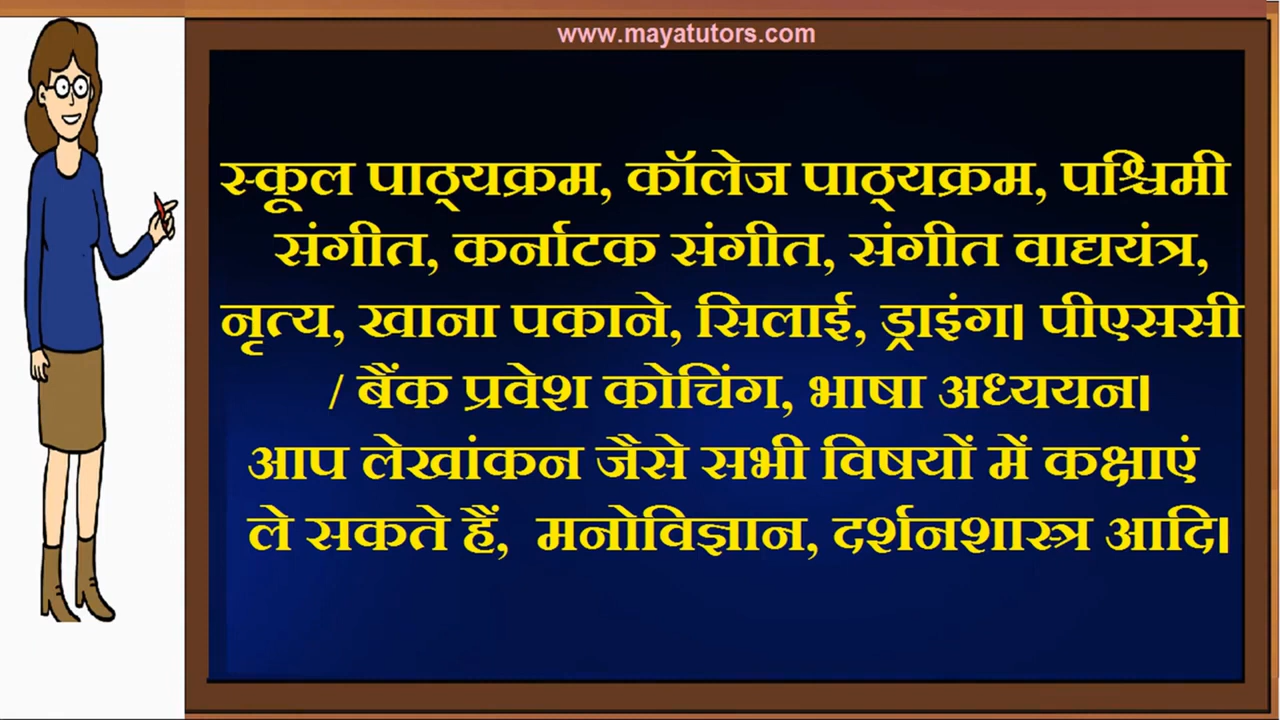 www.mayatutors.com
स्कूल पाठ्यक्रम, कॉलेज पाठ्यक्रम, पश्चिमी
संगीत, कर्नाटक संगीत, संगीत वाद्ययंत्र,
नृत्य, खाना पकाने, सिलाई, ड्राइंग। पीएससी
/ बैंक प्रवेश कोचिंग, भाषा अध्ययन।
आप लेखांकन जैसे सभी विषयों में कक्षाएं
ले सकते हैं, मनोविज्ञान, दर्शनशास्त्र आदि।